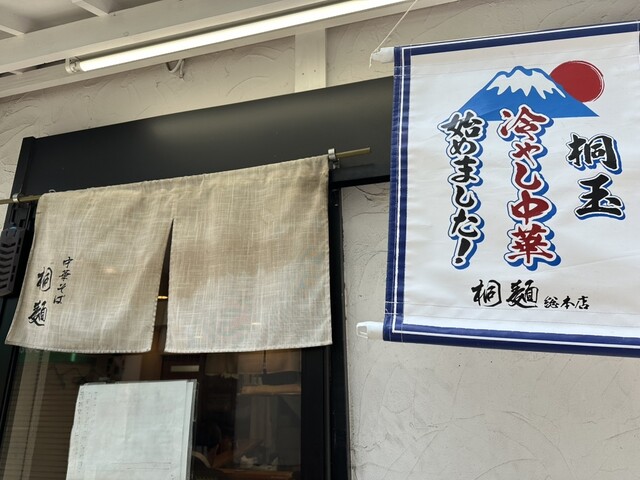 桐玉
冷やし中華
始めました!
桐麺 総本店
中華そば
桐麺